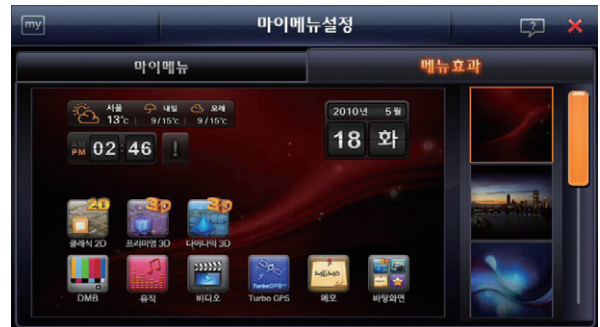 my 마이메뉴설정 ?
마이메뉴 메뉴효과
서울 내일 모레
13°c 9/15°c 9/15°c
2010년 5월
18 화
AM
PM 02 46 !
2D 3D 3D
클래식 2D 프리미엄 3D 다이나믹 3D
TurboGPS
MEMO
DMB 뮤직 비디오 Turbo GPS 메모 바탕화면